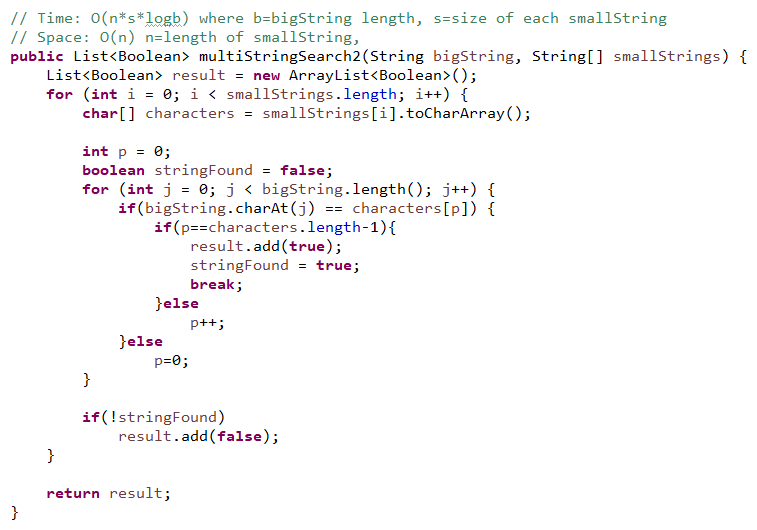 // Time: O(n*s*logb) where b=bigString length, s=size of each smallString
// Space: O(n) n=length of smallString,
public List<Boolean> multiStringSearch2(String bigString, String[] smallStrings) {
    List<Boolean> result = new ArrayList<Boolean>();
    for (int i = 0; i < smallStrings.length; i++) {
        char[] characters = smallStrings[i].toCharArray();

        int p = 0;
        boolean stringFound = false;
        for (int j = 0; j < bigString.length(); j++) {
            if(bigString.charAt(j) == characters[p]) {
                if(p==characters.length-1){
                    result.add(true);
                    stringFound = true;
                    break;
                }else
                    p++;
            }else
                p=0;
        }

        if(!stringFound)
            result.add(false);
    }

    return result;
}